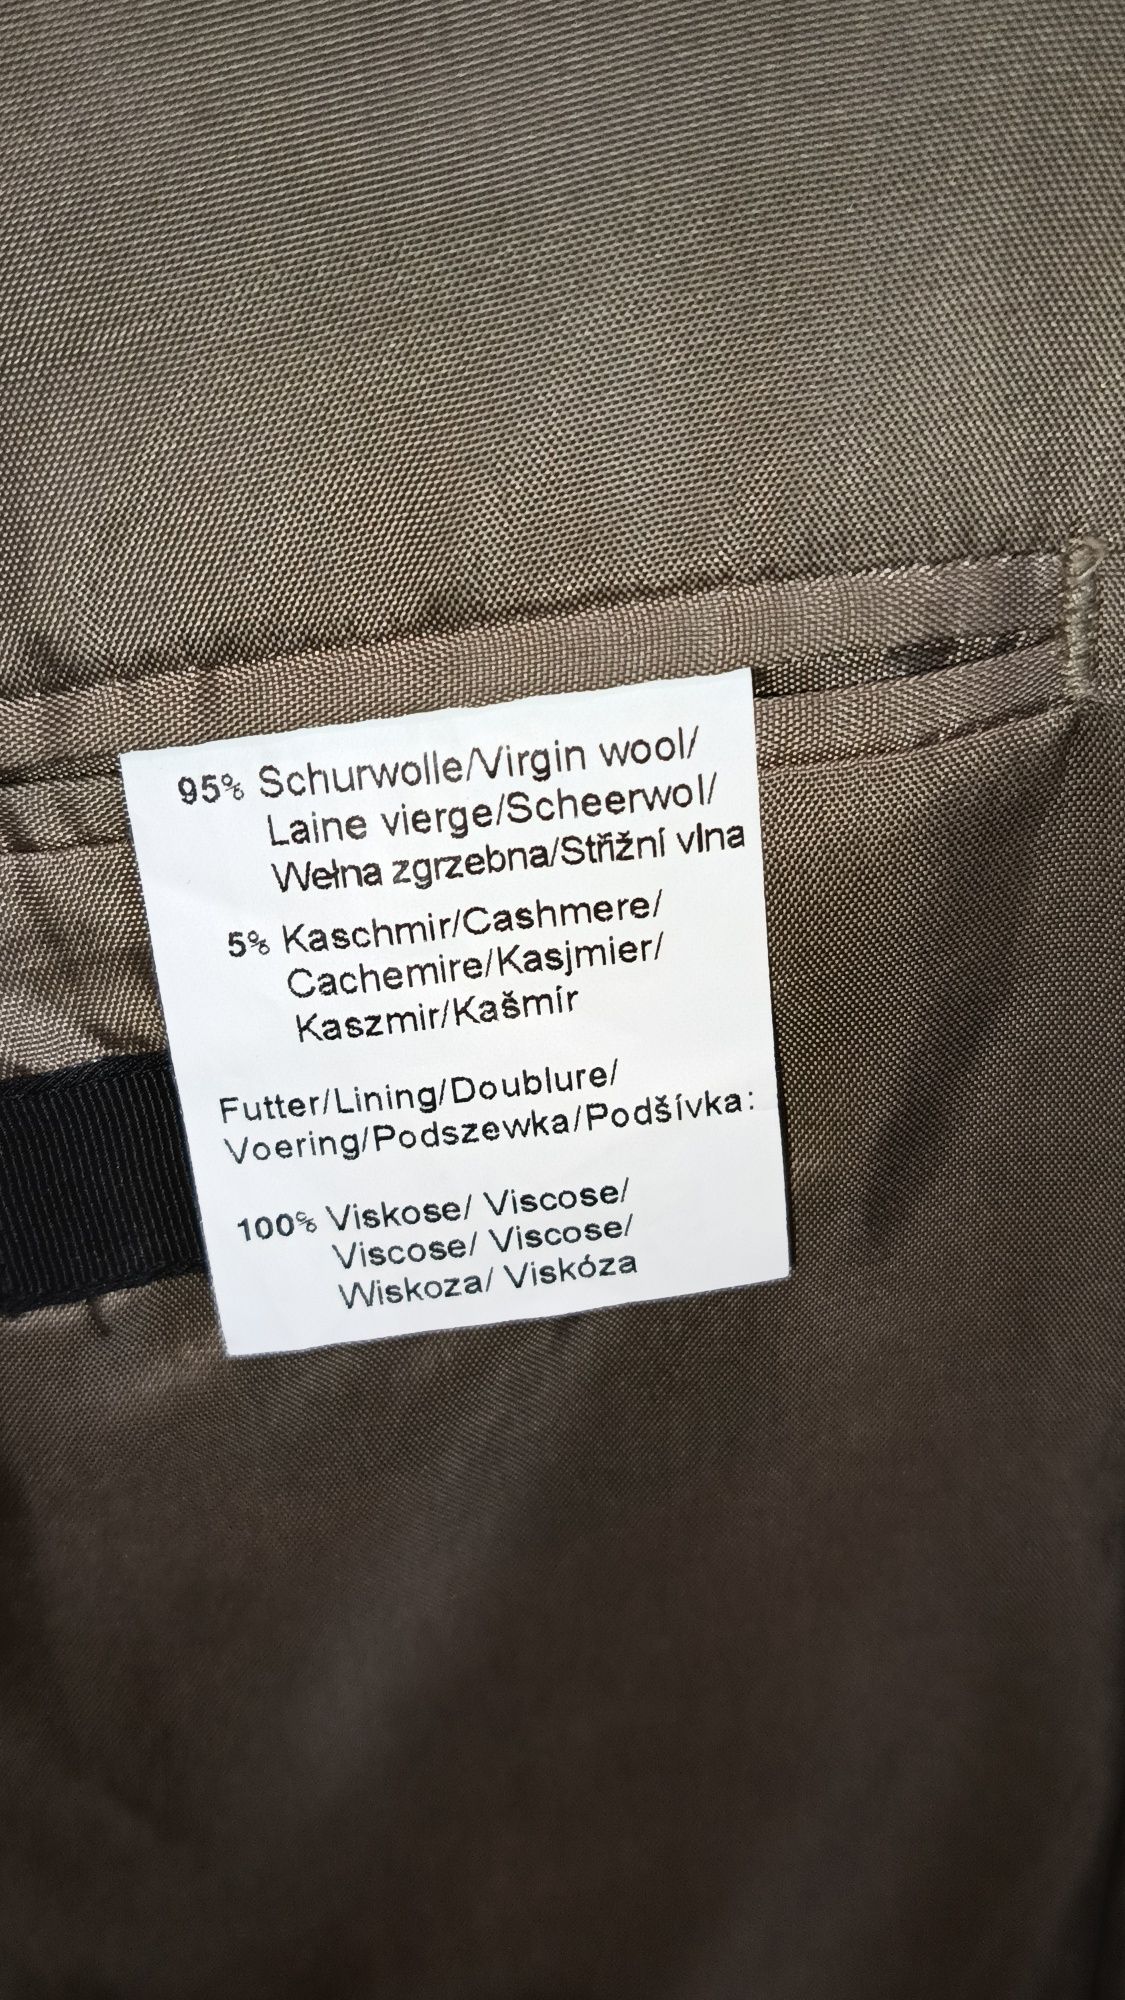 95% Schurwolle/Virgin wool/
Laine vierge/Scheerwol/
Wełna zgrzebna/Střižní vlna
5% Kaschmir/Cashmere/
Cachemire/Kasjmier/
Kaszmir/Kašmír
Futter/Lining/Doublure/
Voering/Podszewka/Podšívka:
100% Viskose/ Viscose/
Viscose/ Viscose/
Wiskoza/ Viskóza